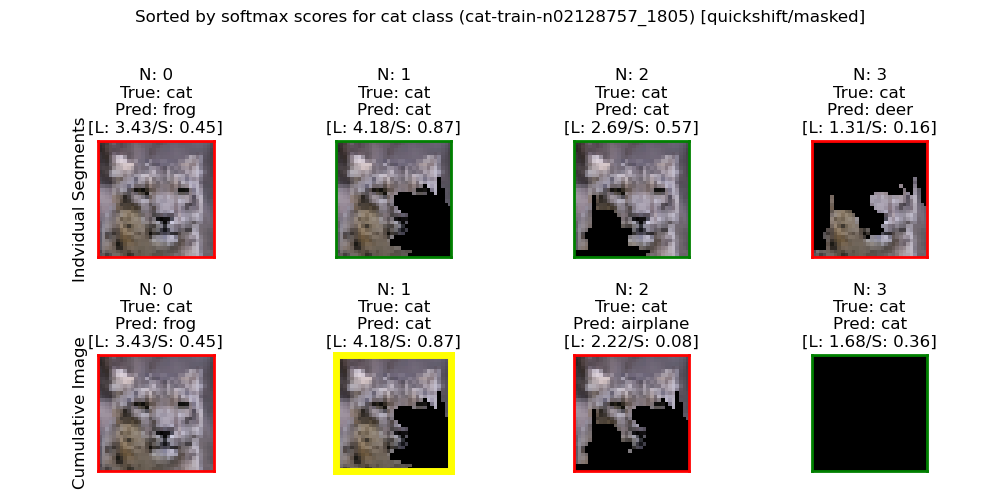 Sorted by softmax scores for cat class (cat-train-n02128757_1805) [quickshift/masked]
Indvidual Segments
N: 0
True: cat
Pred: frog
[L: 3.43/S: 0.45]
N: 1
True: cat
Pred: cat
[L: 4.18/S: 0.87]
N: 2
True: cat
Pred: cat
[L: 2.69/S: 0.57]
N: 3
True: cat
Pred: deer
[L: 1.31/S: 0.16]
Cumulative Image
N: 0
True: cat
Pred: frog
[L: 3.43/S: 0.45]
N: 1
True: cat
Pred: cat
[L: 4.18/S: 0.87]
N: 2
True: cat
Pred: airplane
[L: 2.22/S: 0.08]
N: 3
True: cat
Pred: cat
[L: 1.68/S: 0.36]